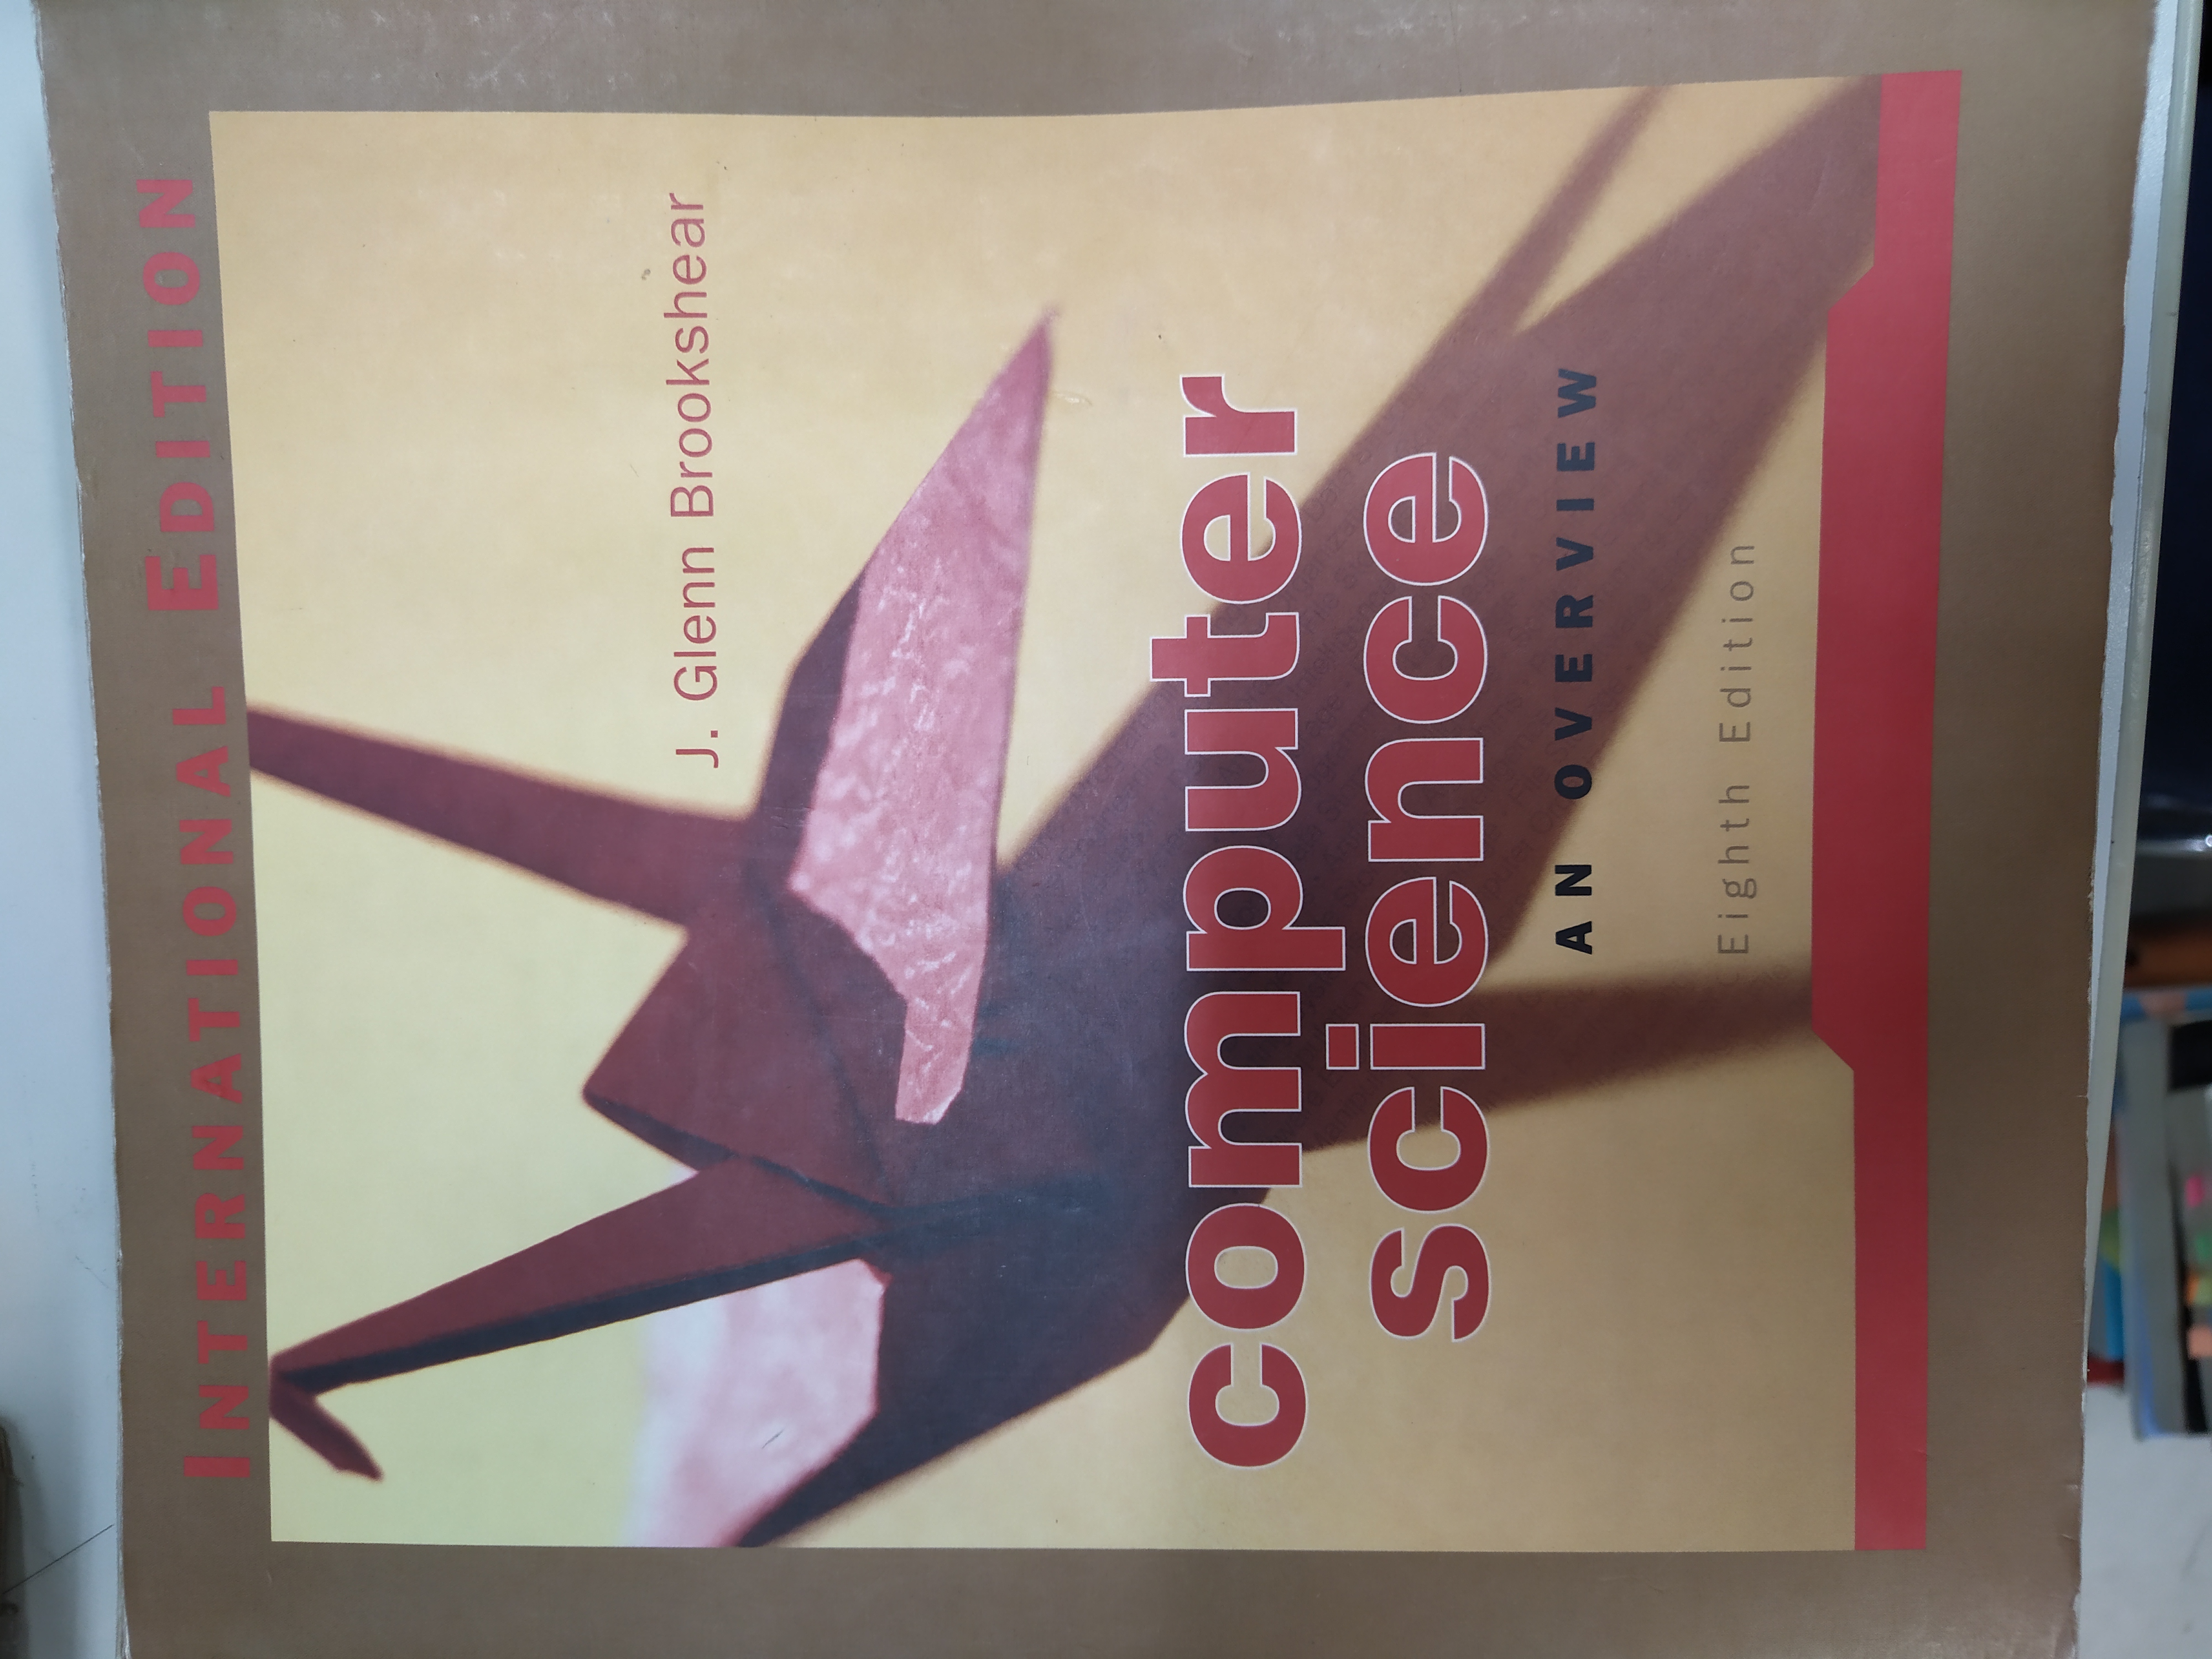 INTERNATIONAL EDITION
J. Glenn Brookshear
computer
science
AN OVERVIEW
Eighth Edition